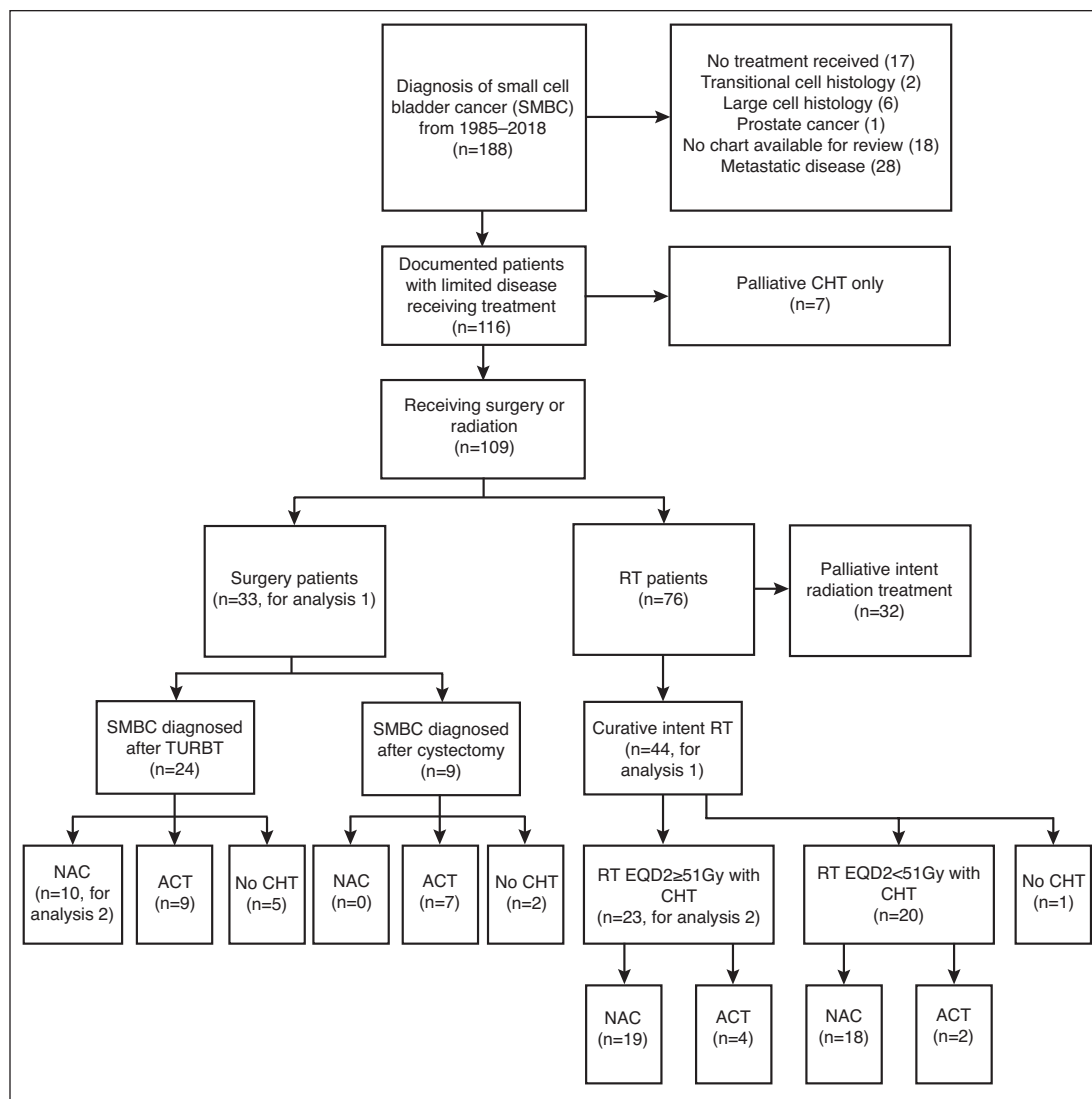 Diagnosis of small cell
bladder cancer (SMBC)
from 1985–2018
(n=188)
No treatment received (17)
Transitional cell histology (2)
Large cell histology (6)
Prostate cancer (1)
No chart available for review (18)
Metastatic disease (28)
Documented patients
with limited disease
receiving treatment
(n=116)
Palliative CHT only
(n=7)
Receiving surgery or
radiation
(n=109)
Surgery patients
(n=33, for analysis 1)
RT patients
(n=76)
Palliative intent
radiation treatment
(n=32)
SMBC diagnosed
after TURBT
(n=24)
SMBC diagnosed
after cystectomy
(n=9)
Curative intent RT
(n=44, for
analysis 1)
NAC
(n=10, for
analysis 2)
ACT
(n=9)
No CHT
(n=5)
NAC
(n=0)
ACT
(n=7)
No CHT
(n=2)
RT EQD2≥51Gy with
CHT
(n=23, for analysis 2)
RT EQD2<51Gy with
CHT
(n=20)
No CHT
(n=1)
NAC
(n=19)
ACT
(n=4)
NAC
(n=18)
ACT
(n=2)